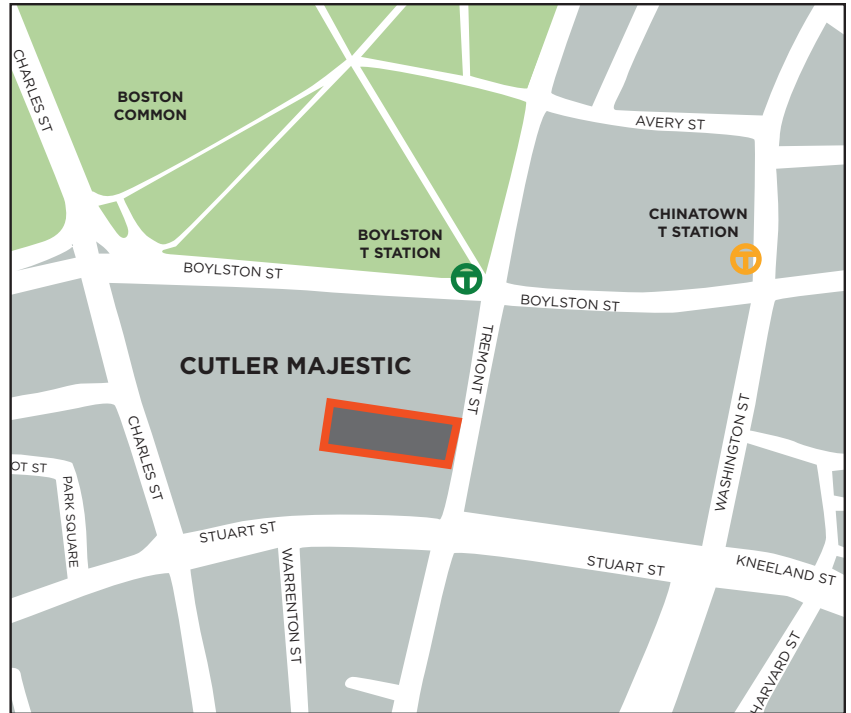 CHARLES ST
BOSTON
COMMON
AVERY ST
CHINATOWN
T STATION
BOYLSTON
T STATION
T
T
BOYLSTON ST
BOYLSTON ST
TREMONT ST
CUTLER MAJESTIC
WASHINGTON ST
CHARLES ST
OT ST
PARK SQUARE
STUART ST
WARRENTON ST
STUART ST
KNEELAND ST
HARVARD ST